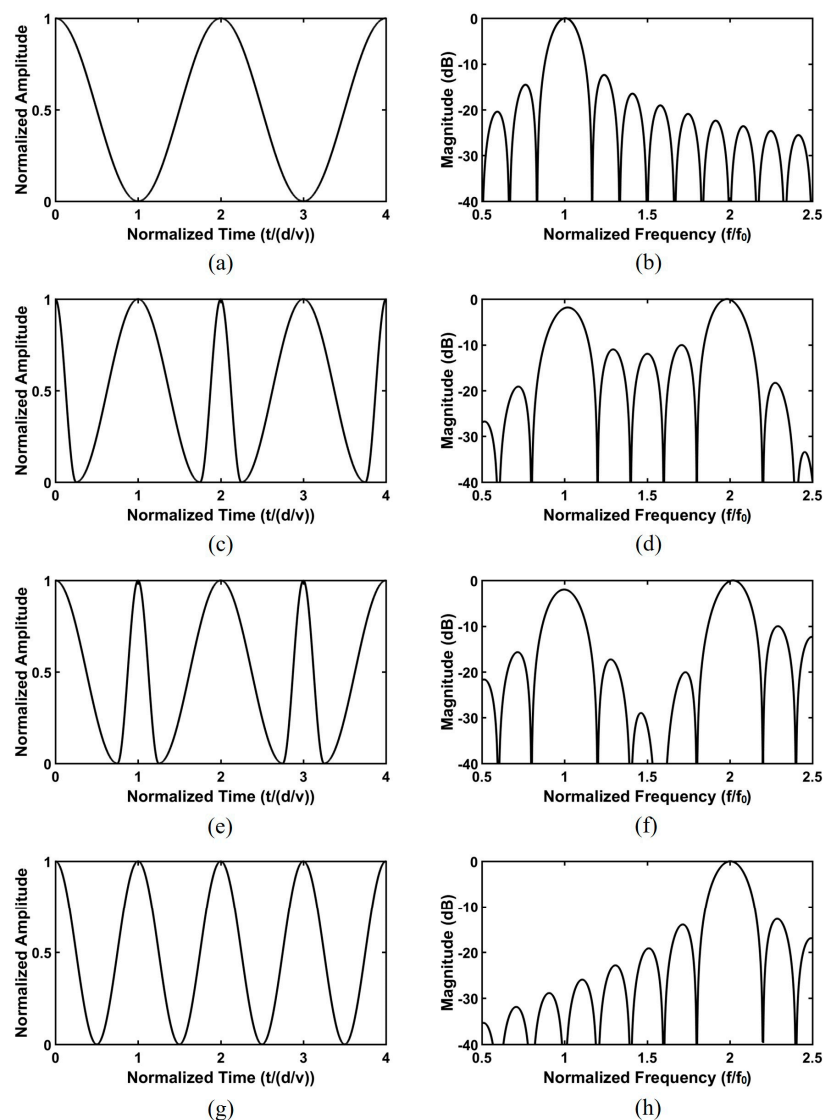 1
0.5
0
0 1 2 3 4
Normalized Amplitude
Normalized Time (t/(d/v))
(a)
0
-10
-20
-30
-40
0.5 1 1.5 2 2.5
Magnitude (dB)
Normalized Frequency (f/f0)
(b)
1
0.5
0
0 1 2 3 4
Normalized Amplitude
Normalized Time (t/(d/v))
(c)
0
-10
-20
-30
-40
0.5 1 1.5 2 2.5
Magnitude (dB)
Normalized Frequency (f/f0)
(d)
1
0.5
0
0 1 2 3 4
Normalized Amplitude
Normalized Time (t/(d/v))
(e)
0
-10
-20
-30
-40
0.5 1 1.5 2 2.5
Magnitude (dB)
Normalized Frequency (f/f0)
(f)
1
0.5
0
0 1 2 3 4
Normalized Amplitude
Normalized Time (t/(d/v))
(g)
0
-10
-20
-30
-40
0.5 1 1.5 2 2.5
Magnitude (dB)
Normalized Frequency (f/f0)
(h)